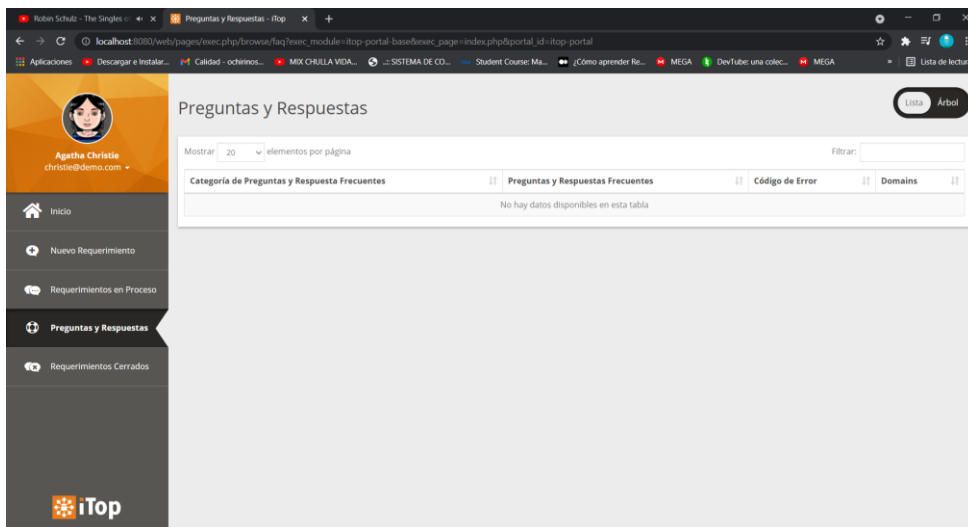 Robin Schulz - The Singles o
Preguntas y Respuestas - iTop
localhost:8080/web/pages/exec.php/browse/faq?exec_module=itop-portal-base&exec_page=index.php&portal_id=itop-portal
Aplicaciones
Descargar e Instalar...
Calidad - ochirinos...
MIX CHULLA VIDA...
..:: SISTEMA DE CO...
Student Course: Ma...
¿Cómo aprender Re...
MEGA
DevTube: una colec...
MEGA
»
Lista de lectura
Agatha Christie
christie@demo.com
Inicio
Nuevo Requerimiento
Requerimientos en Proceso
Preguntas y Respuestas
Requerimientos Cerrados
iTop
Preguntas y Respuestas
Lista Árbol
Mostrar 20 elementos por página
Filtrar:
Categoría de Preguntas y Respuesta Frecuentes Preguntas y Respuestas Frecuentes Código de Error Domains
No hay datos disponibles en esta tabla